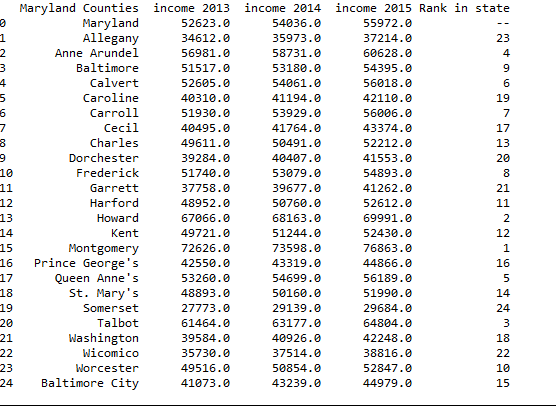 Maryland Counties income 2013 income 2014 income 2015 Rank in state
0 Maryland 52623.0 54036.0 55972.0 --
1 Allegany 34612.0 35973.0 37214.0 23
2 Anne Arundel 56981.0 58731.0 60628.0 4
3 Baltimore 51517.0 53180.0 54395.0 9
4 Calvert 52605.0 54061.0 56018.0 6
5 Caroline 40310.0 41194.0 42110.0 19
6 Carroll 51930.0 53929.0 56006.0 7
7 Cecil 40495.0 41764.0 43374.0 17
8 Charles 49611.0 50491.0 52212.0 13
9 Dorchester 39284.0 40407.0 41553.0 20
10 Frederick 51740.0 53079.0 54893.0 8
11 Garrett 37758.0 39677.0 41262.0 21
12 Harford 48952.0 50760.0 52612.0 11
13 Howard 67066.0 68163.0 69991.0 2
14 Kent 49721.0 51244.0 52430.0 12
15 Montgomery 72626.0 73598.0 76863.0 1
16 Prince George's 42550.0 43319.0 44866.0 16
17 Queen Anne's 53260.0 54699.0 56189.0 5
18 St. Mary's 48893.0 50160.0 51990.0 14
19 Somerset 27773.0 29139.0 29684.0 24
20 Talbot 61464.0 63177.0 64804.0 3
21 Washington 39584.0 40926.0 42248.0 18
22 Wicomico 35730.0 37514.0 38816.0 22
23 Worcester 49516.0 50854.0 52847.0 10
24 Baltimore City 41073.0 43239.0 44979.0 15